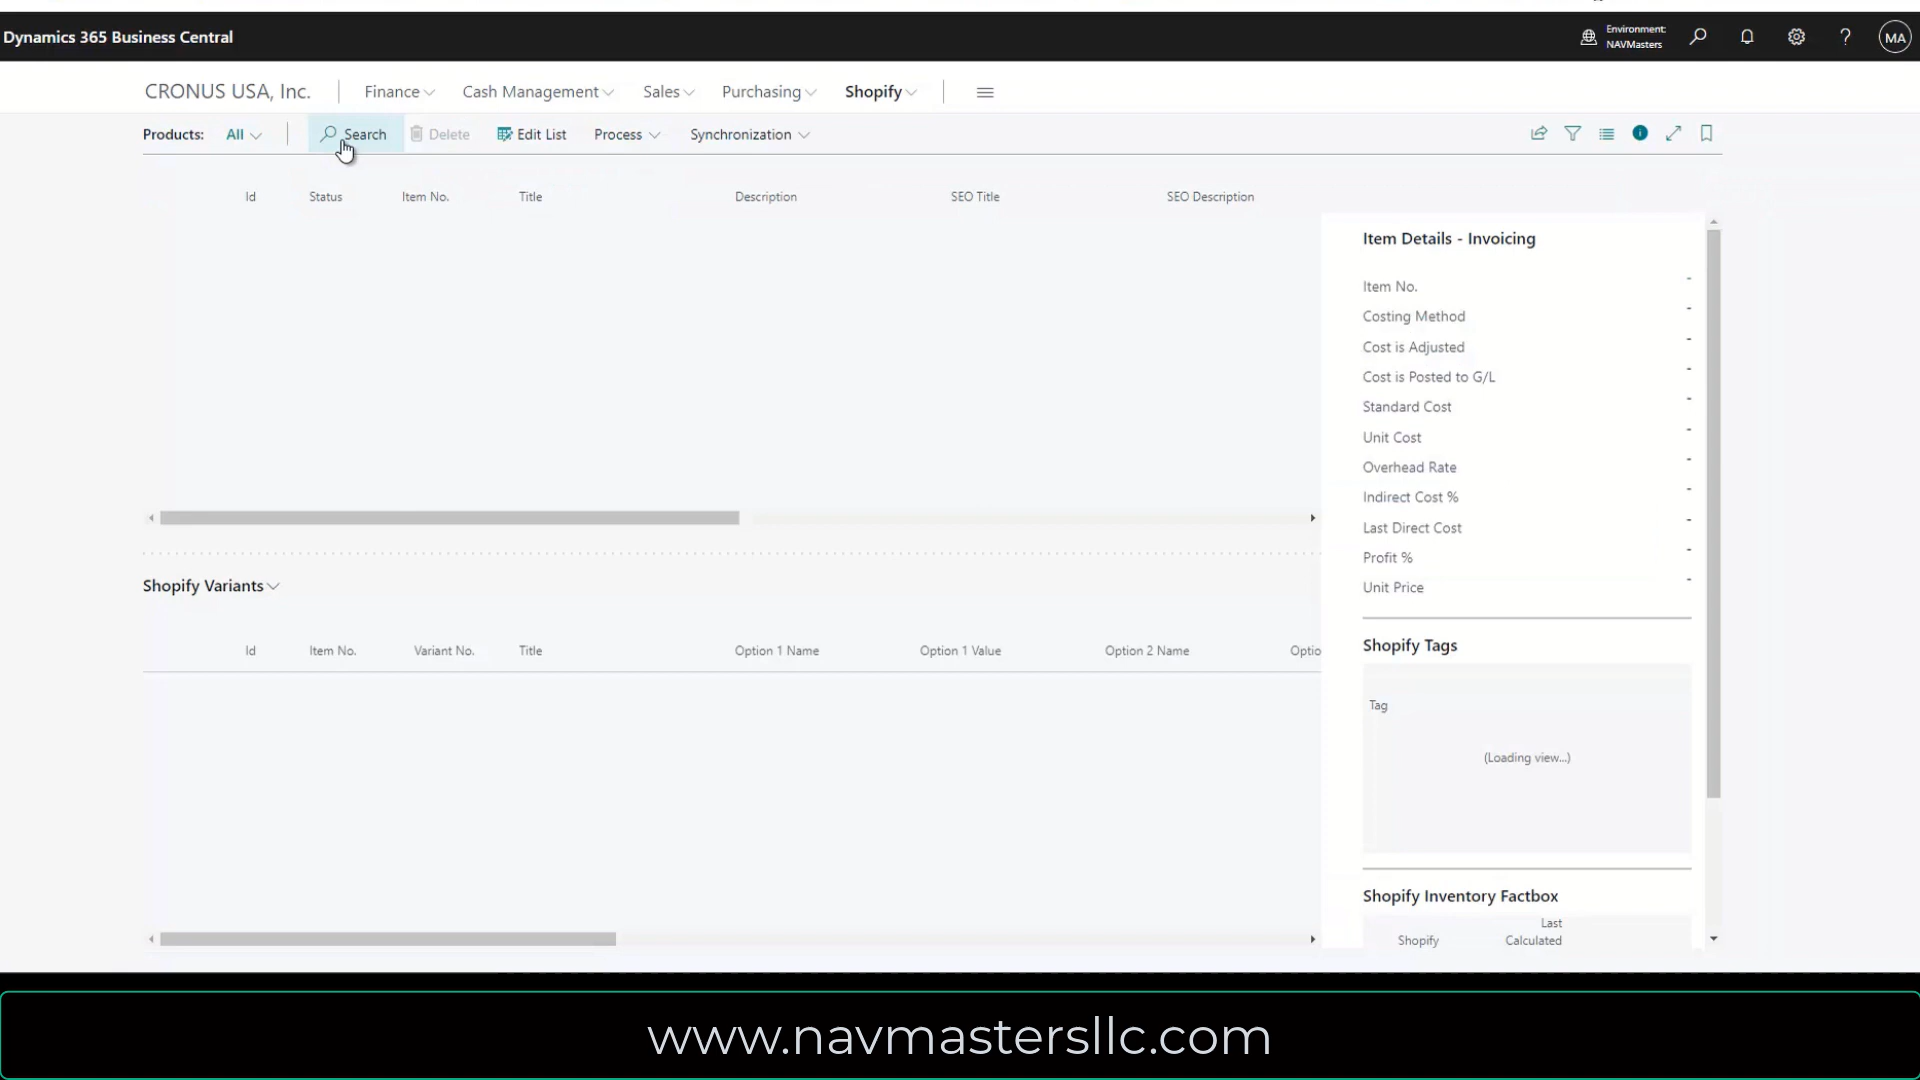 Dynamics 365 Business Central
Environment:
NAVMasters
?
MA
CRONUS USA, Inc.
Finance
Cash Management
Sales
Purchasing
Shopify
Products:
All
Search
Delete
Edit List
Process
Synchronization
Id
Status
Item No.
Title
Description
SEO Title
SEO Description
Item Details - Invoicing
Item No. -
Costing Method -
Cost is Adjusted -
Cost is Posted to G/L -
Standard Cost -
Unit Cost -
Overhead Rate -
Indirect Cost % -
Last Direct Cost -
Profit % -
Unit Price -
Shopify Variants
Id
Item No.
Variant No.
Title
Option 1 Name
Option 1 Value
Option 2 Name
Optio
Shopify Tags
Tag
(Loading view...)
Shopify Inventory Factbox
Shopify
Last
Calculated
www.navmastersllc.com